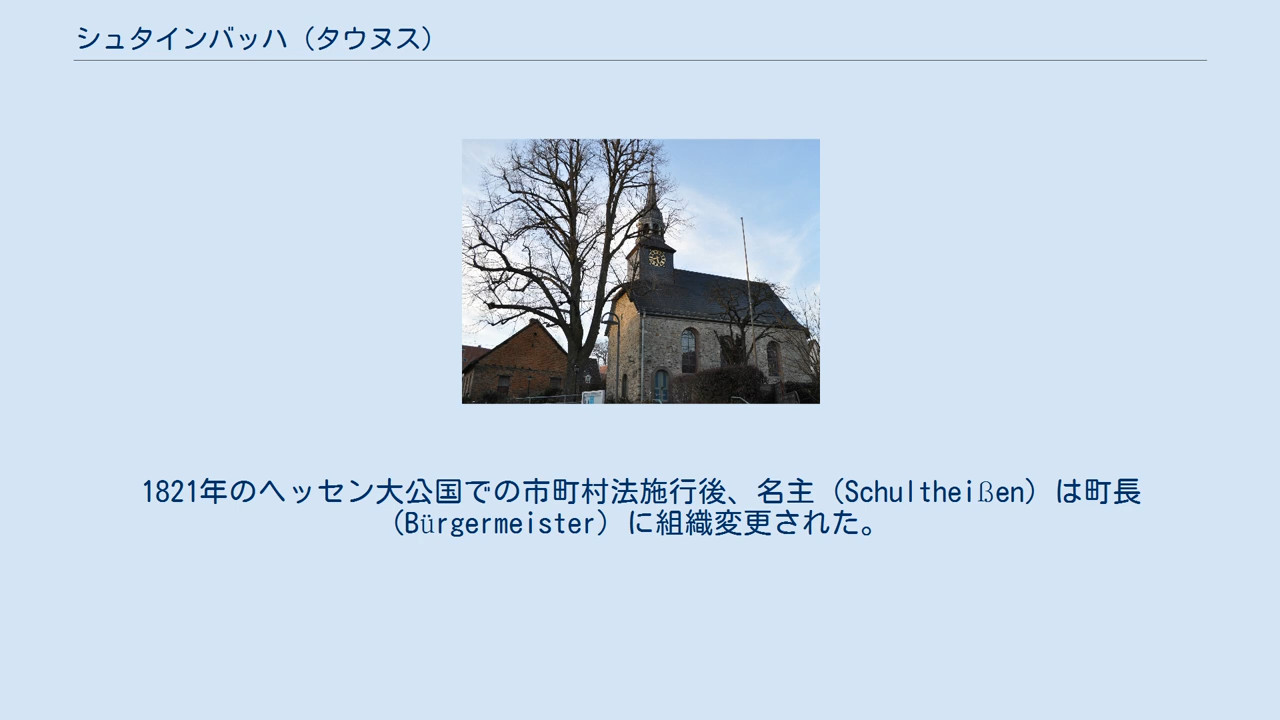 シュタインバッハ（タウヌス）
1821年のヘッセン大公国での市町村法施行後、名主（Schultheißen）は町長
（Bürgermeister）に組織変更された。